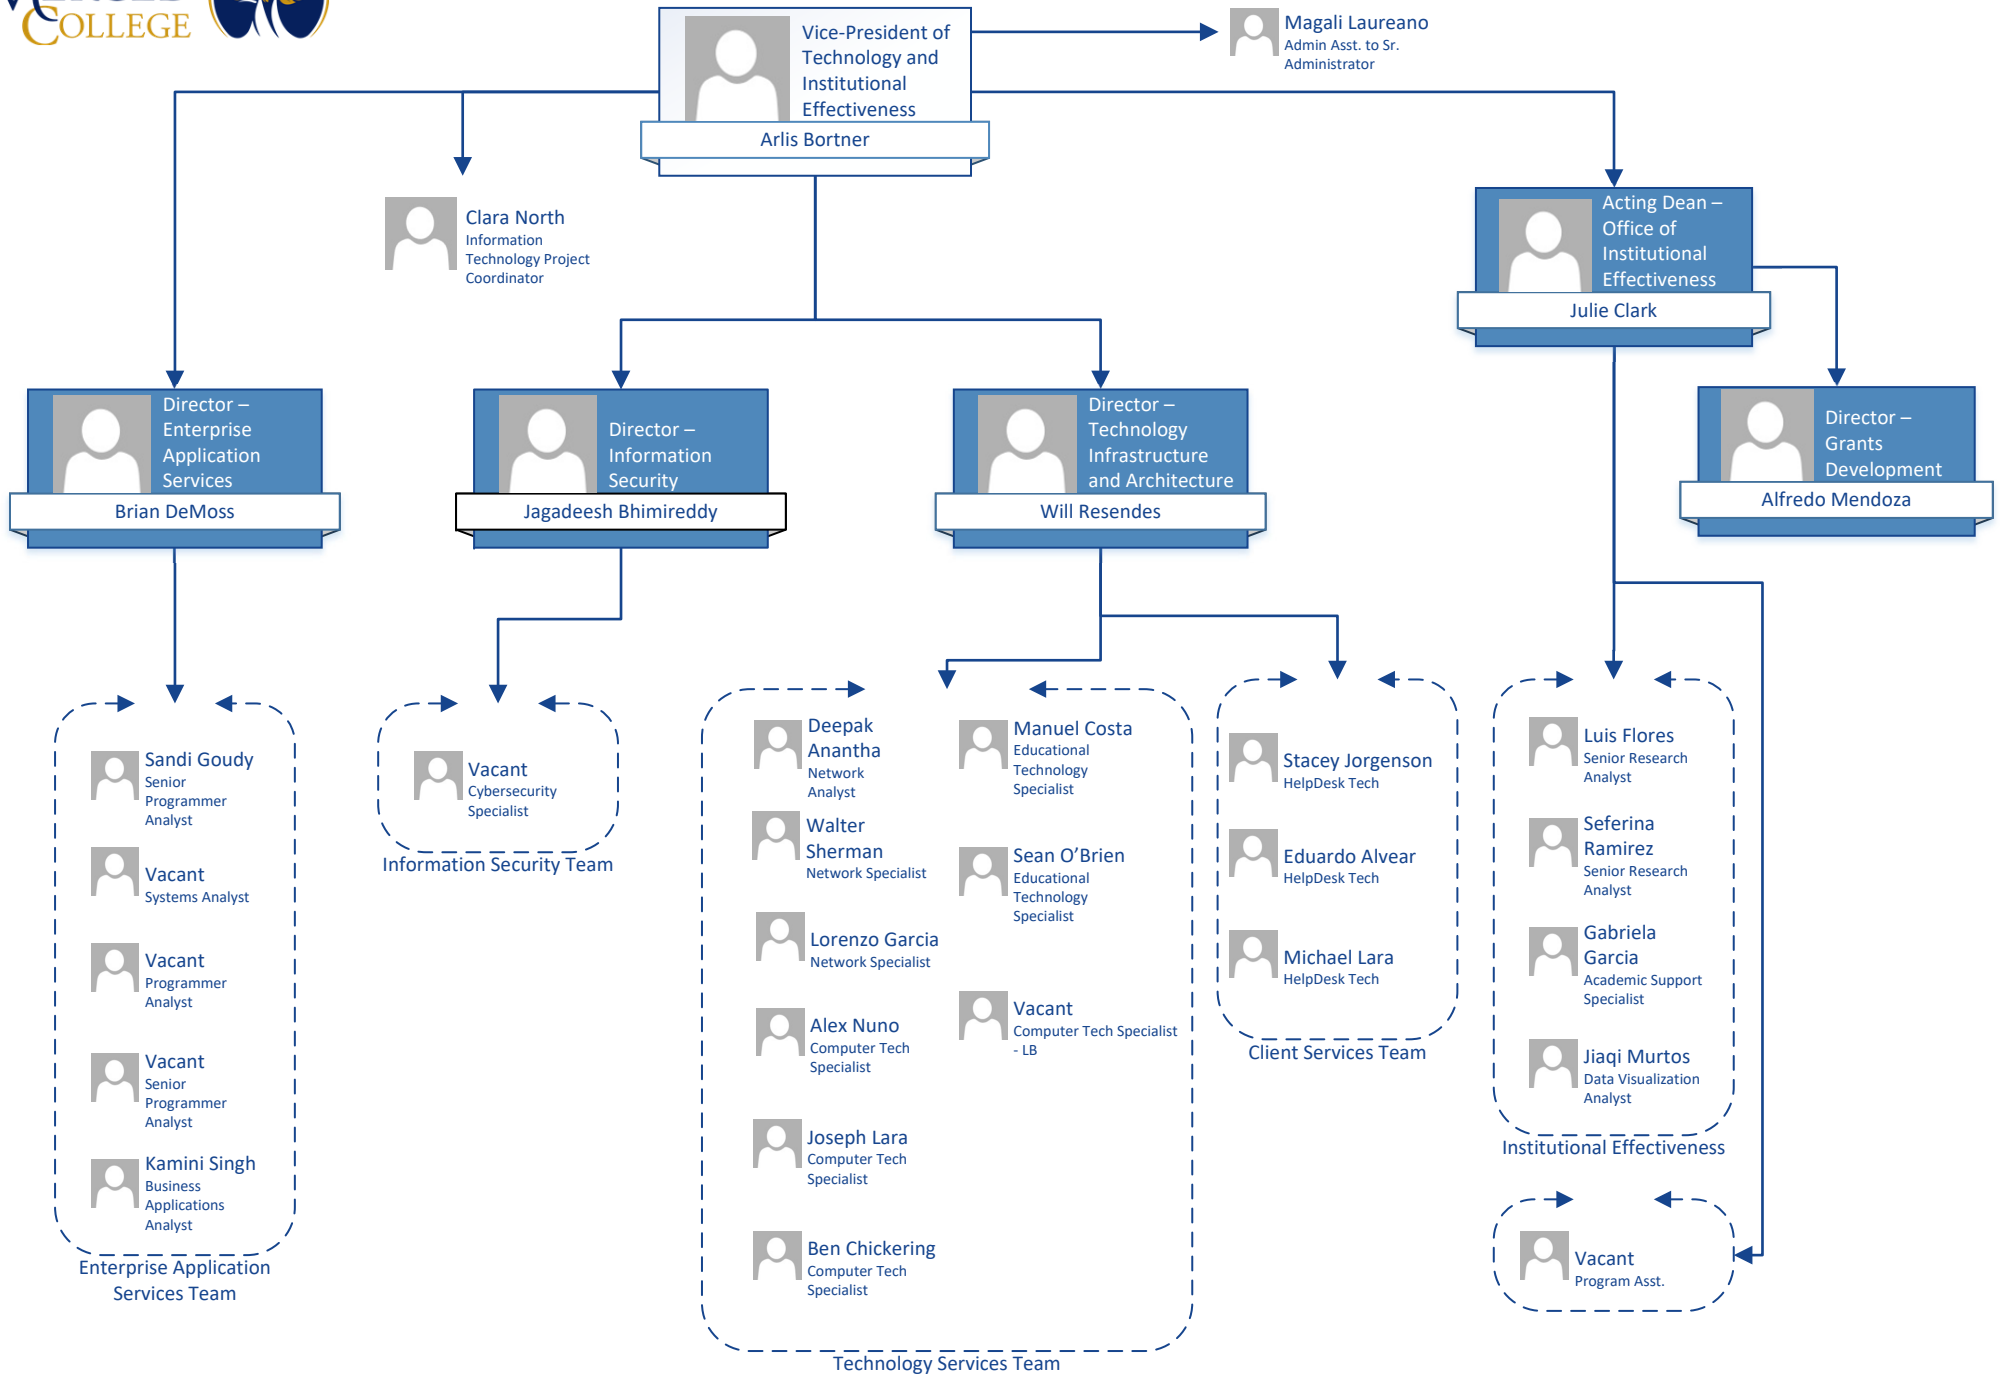 COLLEGE
Vice-President of
Technology and
Institutional
Effectiveness
Arlis Bortner
Magali Laureano
Admin Asst. to Sr.
Administrator
Clara North
Information
Technology Project
Coordinator
Acting Dean –
Office of
Institutional
Effectiveness
Julie Clark
Director –
Enterprise
Application
Services
Brian DeMoss
Director –
Information
Security
Jagadeesh Bhimireddy
Director –
Technology
Infrastructure
and Architecture
Will Resendes
Director –
Grants
Development
Alfredo Mendoza
Sandi Goudy
Senior
Programmer
Analyst
Vacant
Systems Analyst
Vacant
Programmer
Analyst
Vacant
Senior
Programmer
Analyst
Kamini Singh
Business
Applications
Analyst
Enterprise Application
Services Team
Vacant
Cybersecurity
Specialist
Information Security Team
Deepak
Anantha
Network
Analyst
Walter
Sherman
Network Specialist
Lorenzo Garcia
Network Specialist
Alex Nuno
Computer Tech
Specialist
Joseph Lara
Computer Tech
Specialist
Ben Chickering
Computer Tech
Specialist
Manuel Costa
Educational
Technology
Specialist
Sean O’Brien
Educational
Technology
Specialist
Vacant
Computer Tech Specialist
- LB
Technology Services Team
Stacey Jorgenson
HelpDesk Tech
Eduardo Alvear
HelpDesk Tech
Michael Lara
HelpDesk Tech
Client Services Team
Luis Flores
Senior Research
Analyst
Seferina
Ramirez
Senior Research
Analyst
Gabriela
Garcia
Academic Support
Specialist
Jiaqi Murtos
Data Visualization
Analyst
Institutional Effectiveness
Vacant
Program Asst.